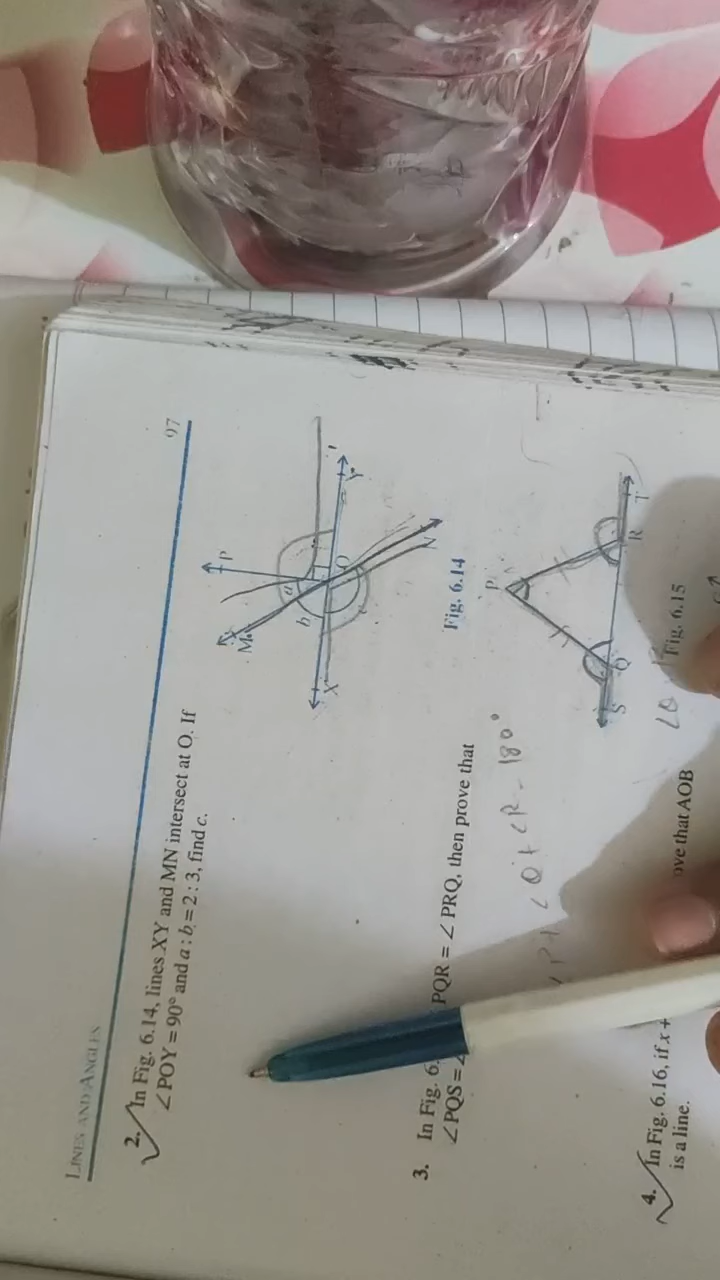 LINES AND ANGLES 97
2. In Fig. 6.14, lines XY and MN intersect at O. If
∠POY = 90° and a : b = 2 : 3, find c.
P
M
a
b
X
O
Y
c
N
Fig. 6.14
3. In Fig. 6. PQR = ∠ PRQ, then prove that
∠PQS = ∠
∠Q + ∠R = 180°
P
S
Q
R
T
Fig. 6.15
∠Q
4. In Fig. 6.16, if x + ove that AOB
is a line.